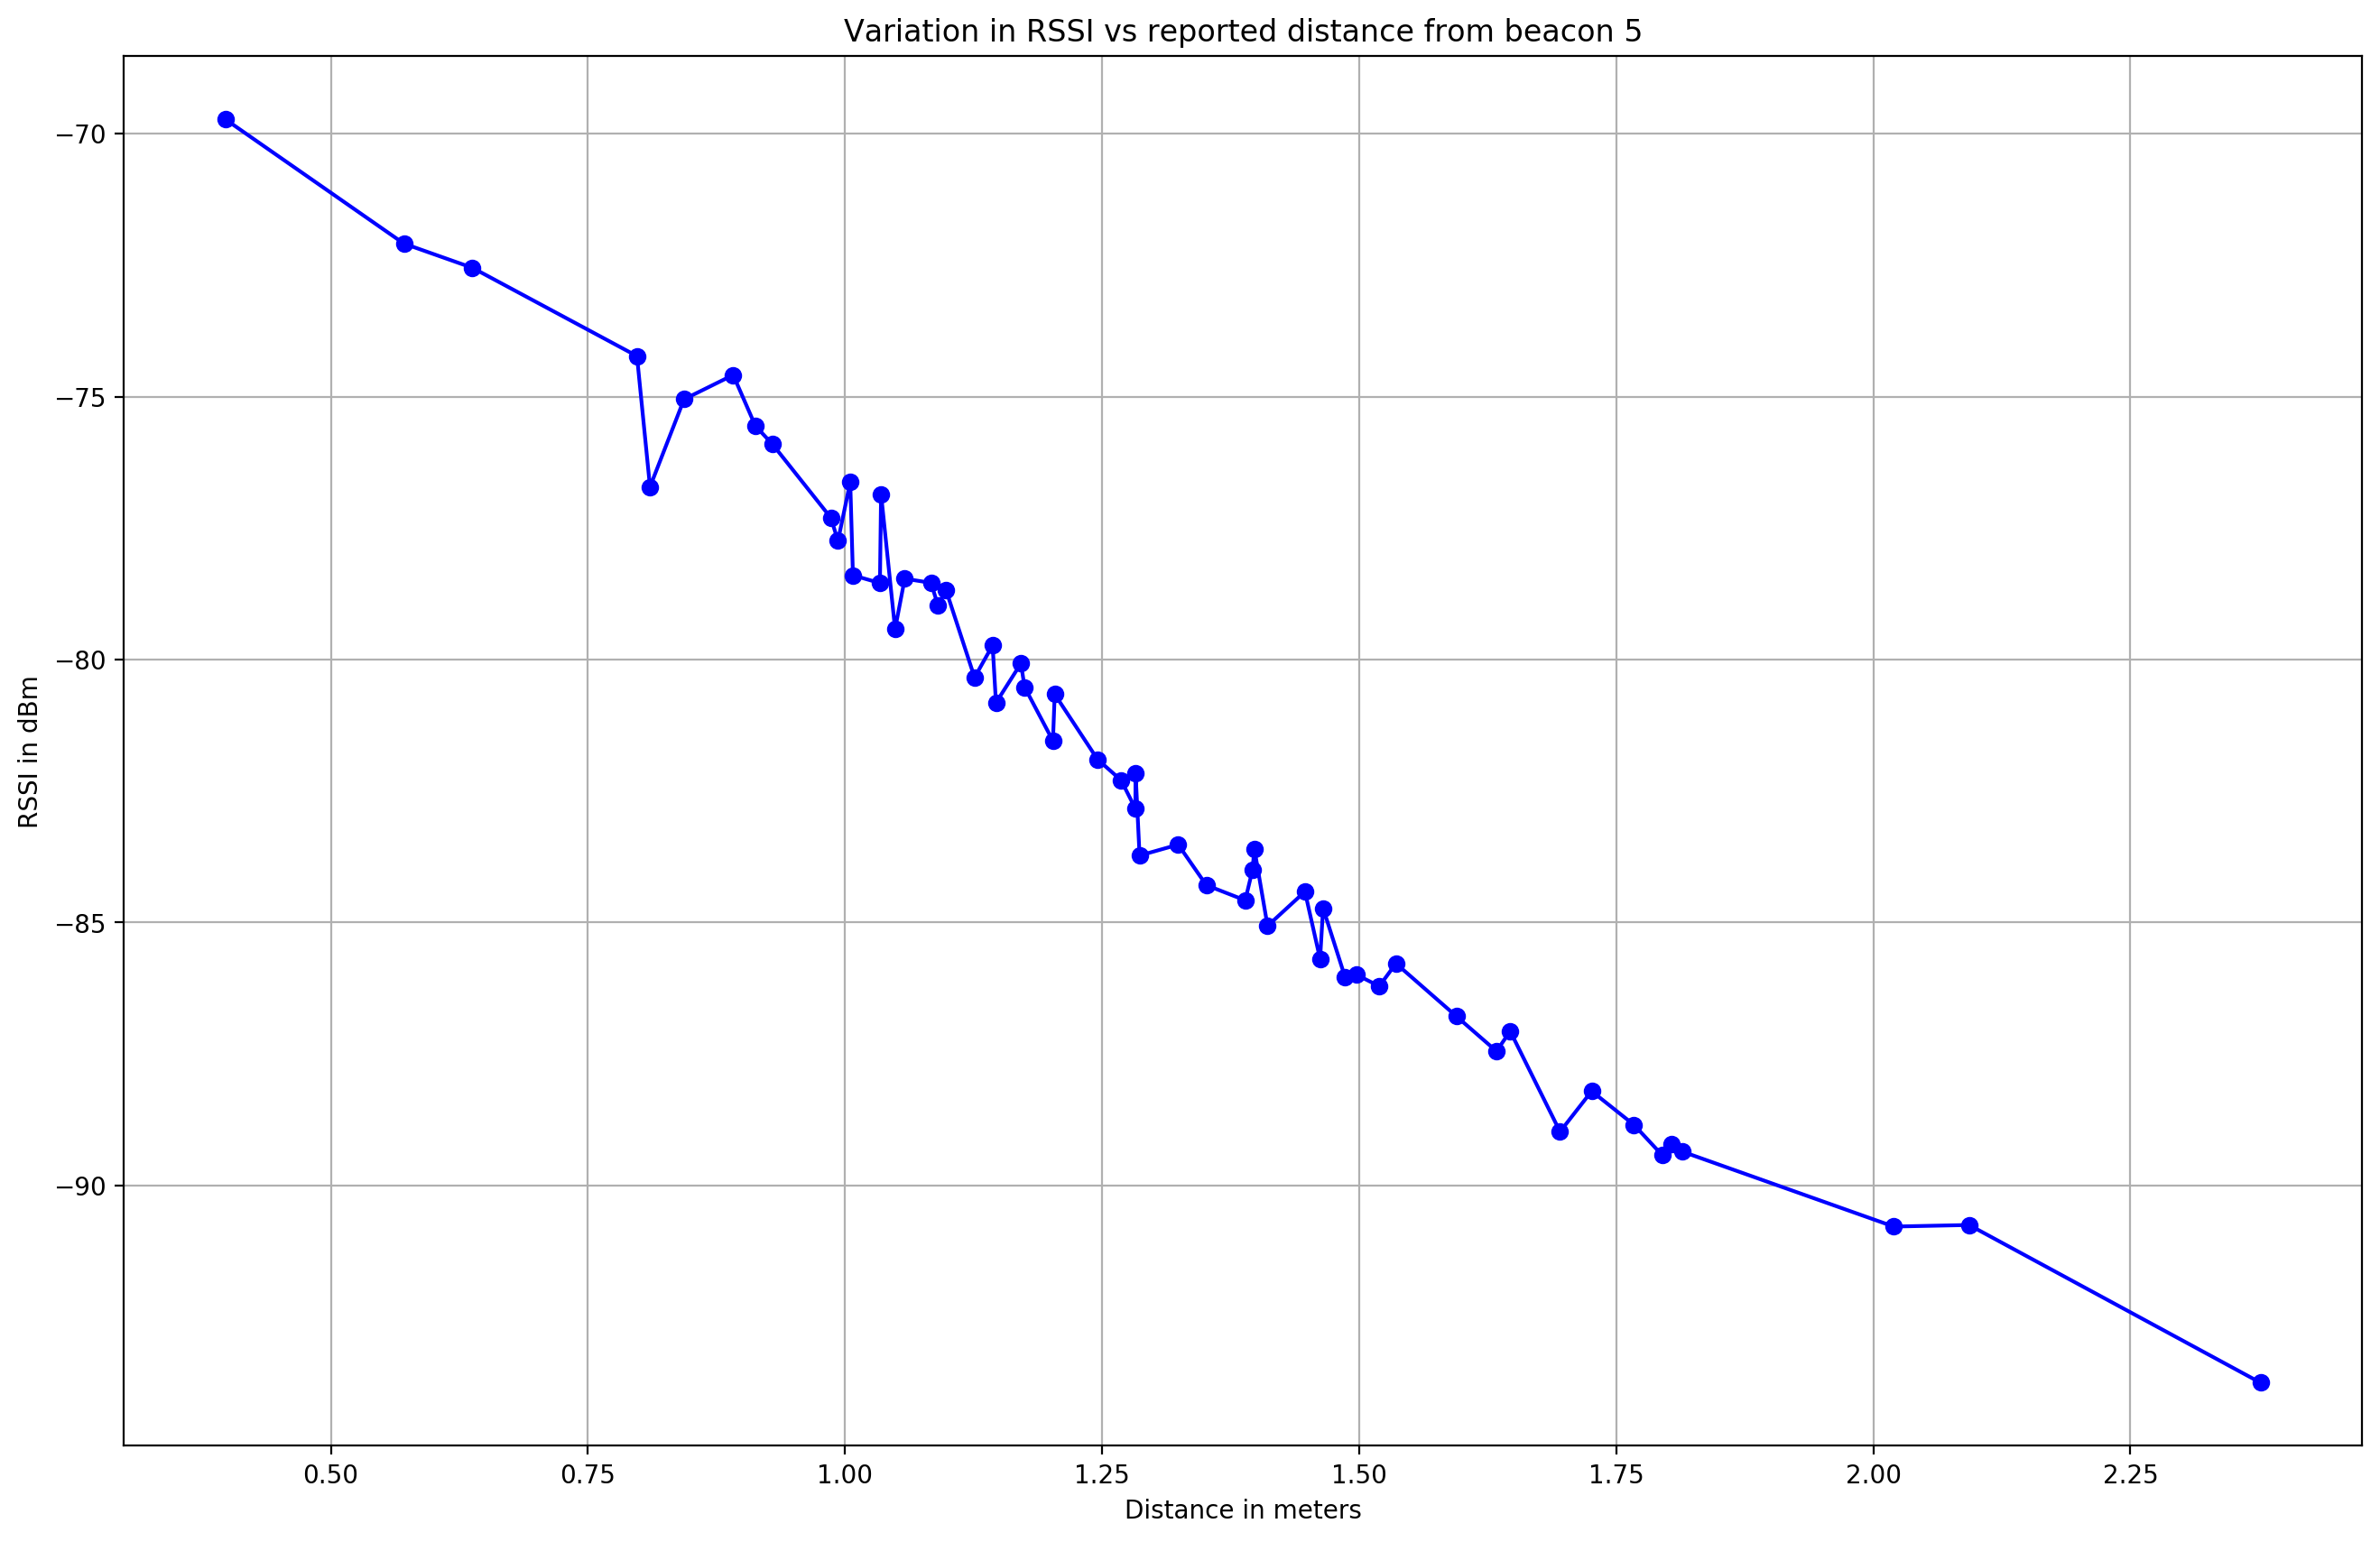 Variation in RSSI vs reported distance from beacon 5
−70
−75
−80
−85
−90
RSSI in dBm
0.50 0.75 1.00 1.25 1.50 1.75 2.00 2.25
Distance in meters